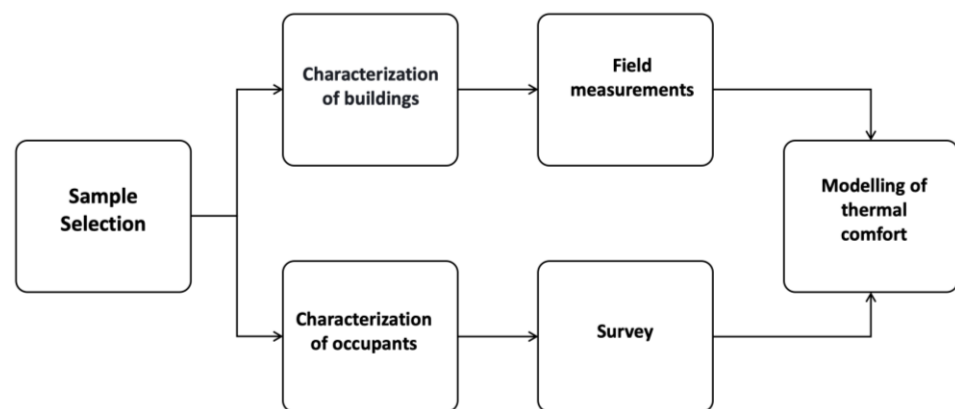 Sample
Selection
Characterization
of buildings
Field
measurements
Characterization
of occupants
Survey
Modelling of
thermal
comfort